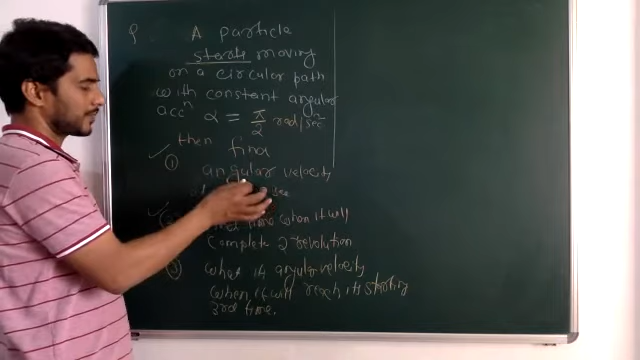 Q. A particle
starts moving
on a circular path
with constant angular
accⁿ α = π/2 rad/sec²
then find
(1) angular velocity
sec
time when it will
complete 2 revolution
(3) what is angular velocity
when it will reach its starting
3rd time.